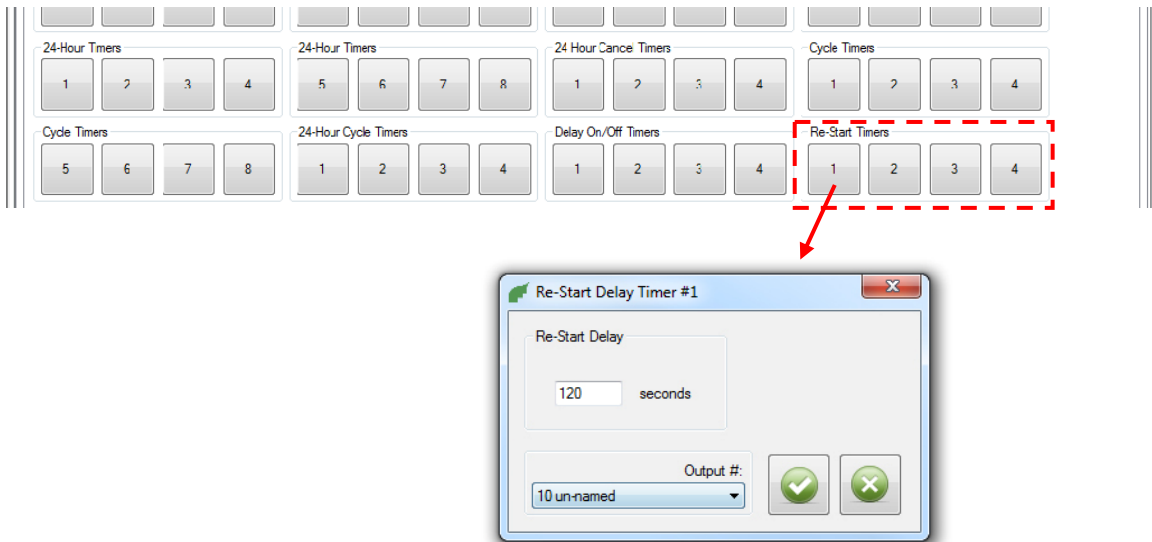 24-Hour Timers 24-Hour Timers 24 Hour Cancel Timers Cycle Timers
1 2 3 4 5 6 7 8 1 2 3 4 1 2 3 4
Cycle Timers 24-Hour Cycle Timers Delay On/Off Timers Re-Start Timers
5 6 7 8 1 2 3 4 1 2 3 4 1 2 3 4
Re-Start Delay Timer #1
Re-Start Delay
120 seconds
Output #:
10 un-named